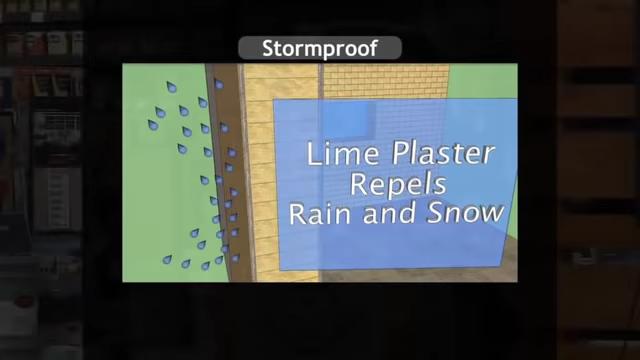 Stormproof
Lime Plaster
Repels
Rain and Snow